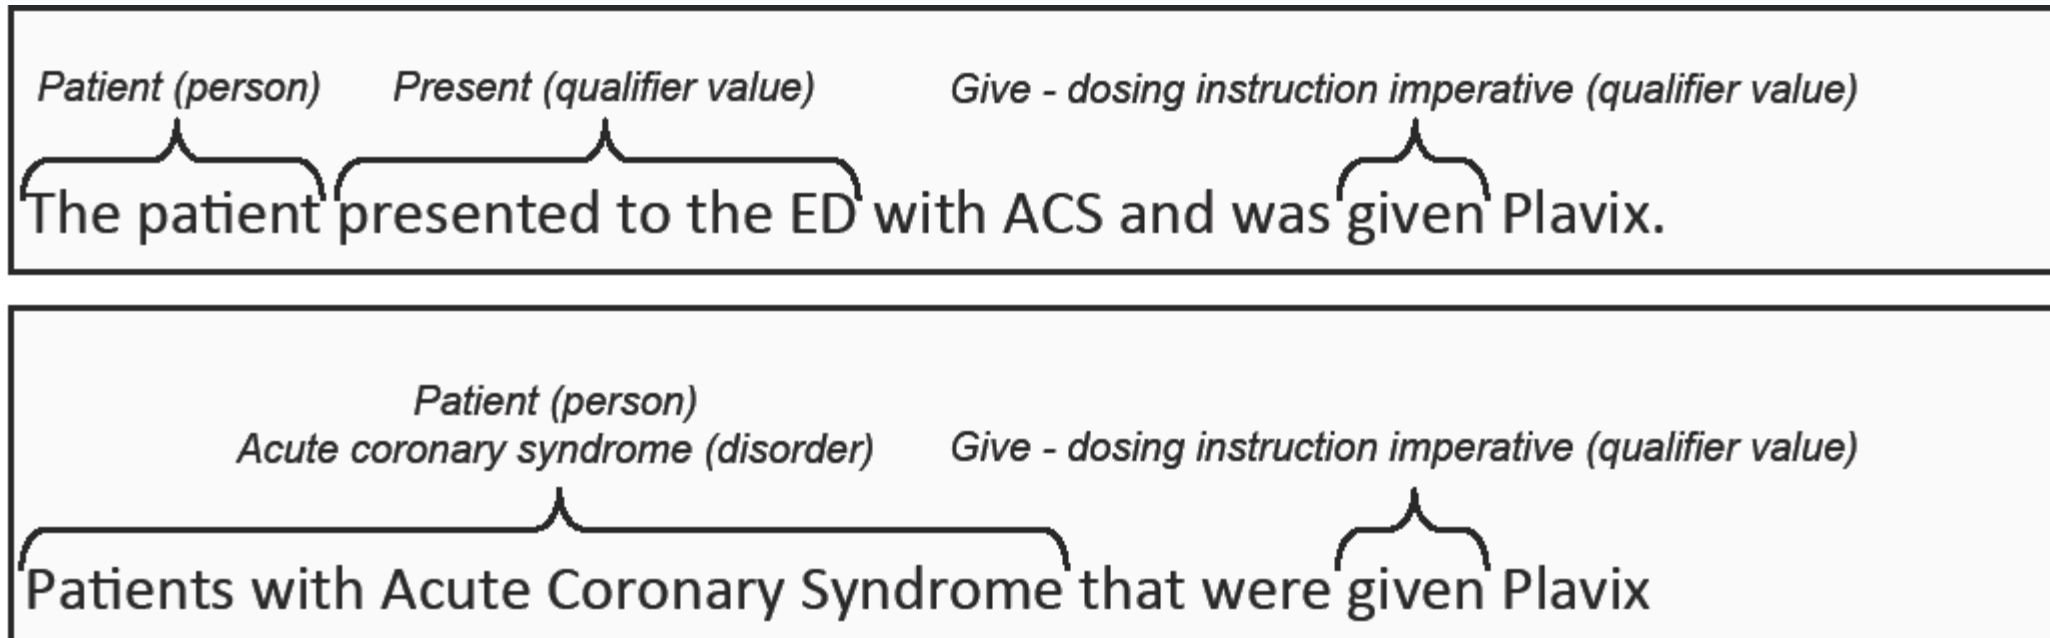 Patient (person) Present (qualifier value) Give - dosing instruction imperative (qualifier value)
The patient presented to the ED with ACS and was given Plavix.
Patient (person)
Acute coronary syndrome (disorder) Give - dosing instruction imperative (qualifier value)
Patients with Acute Coronary Syndrome that were given Plavix